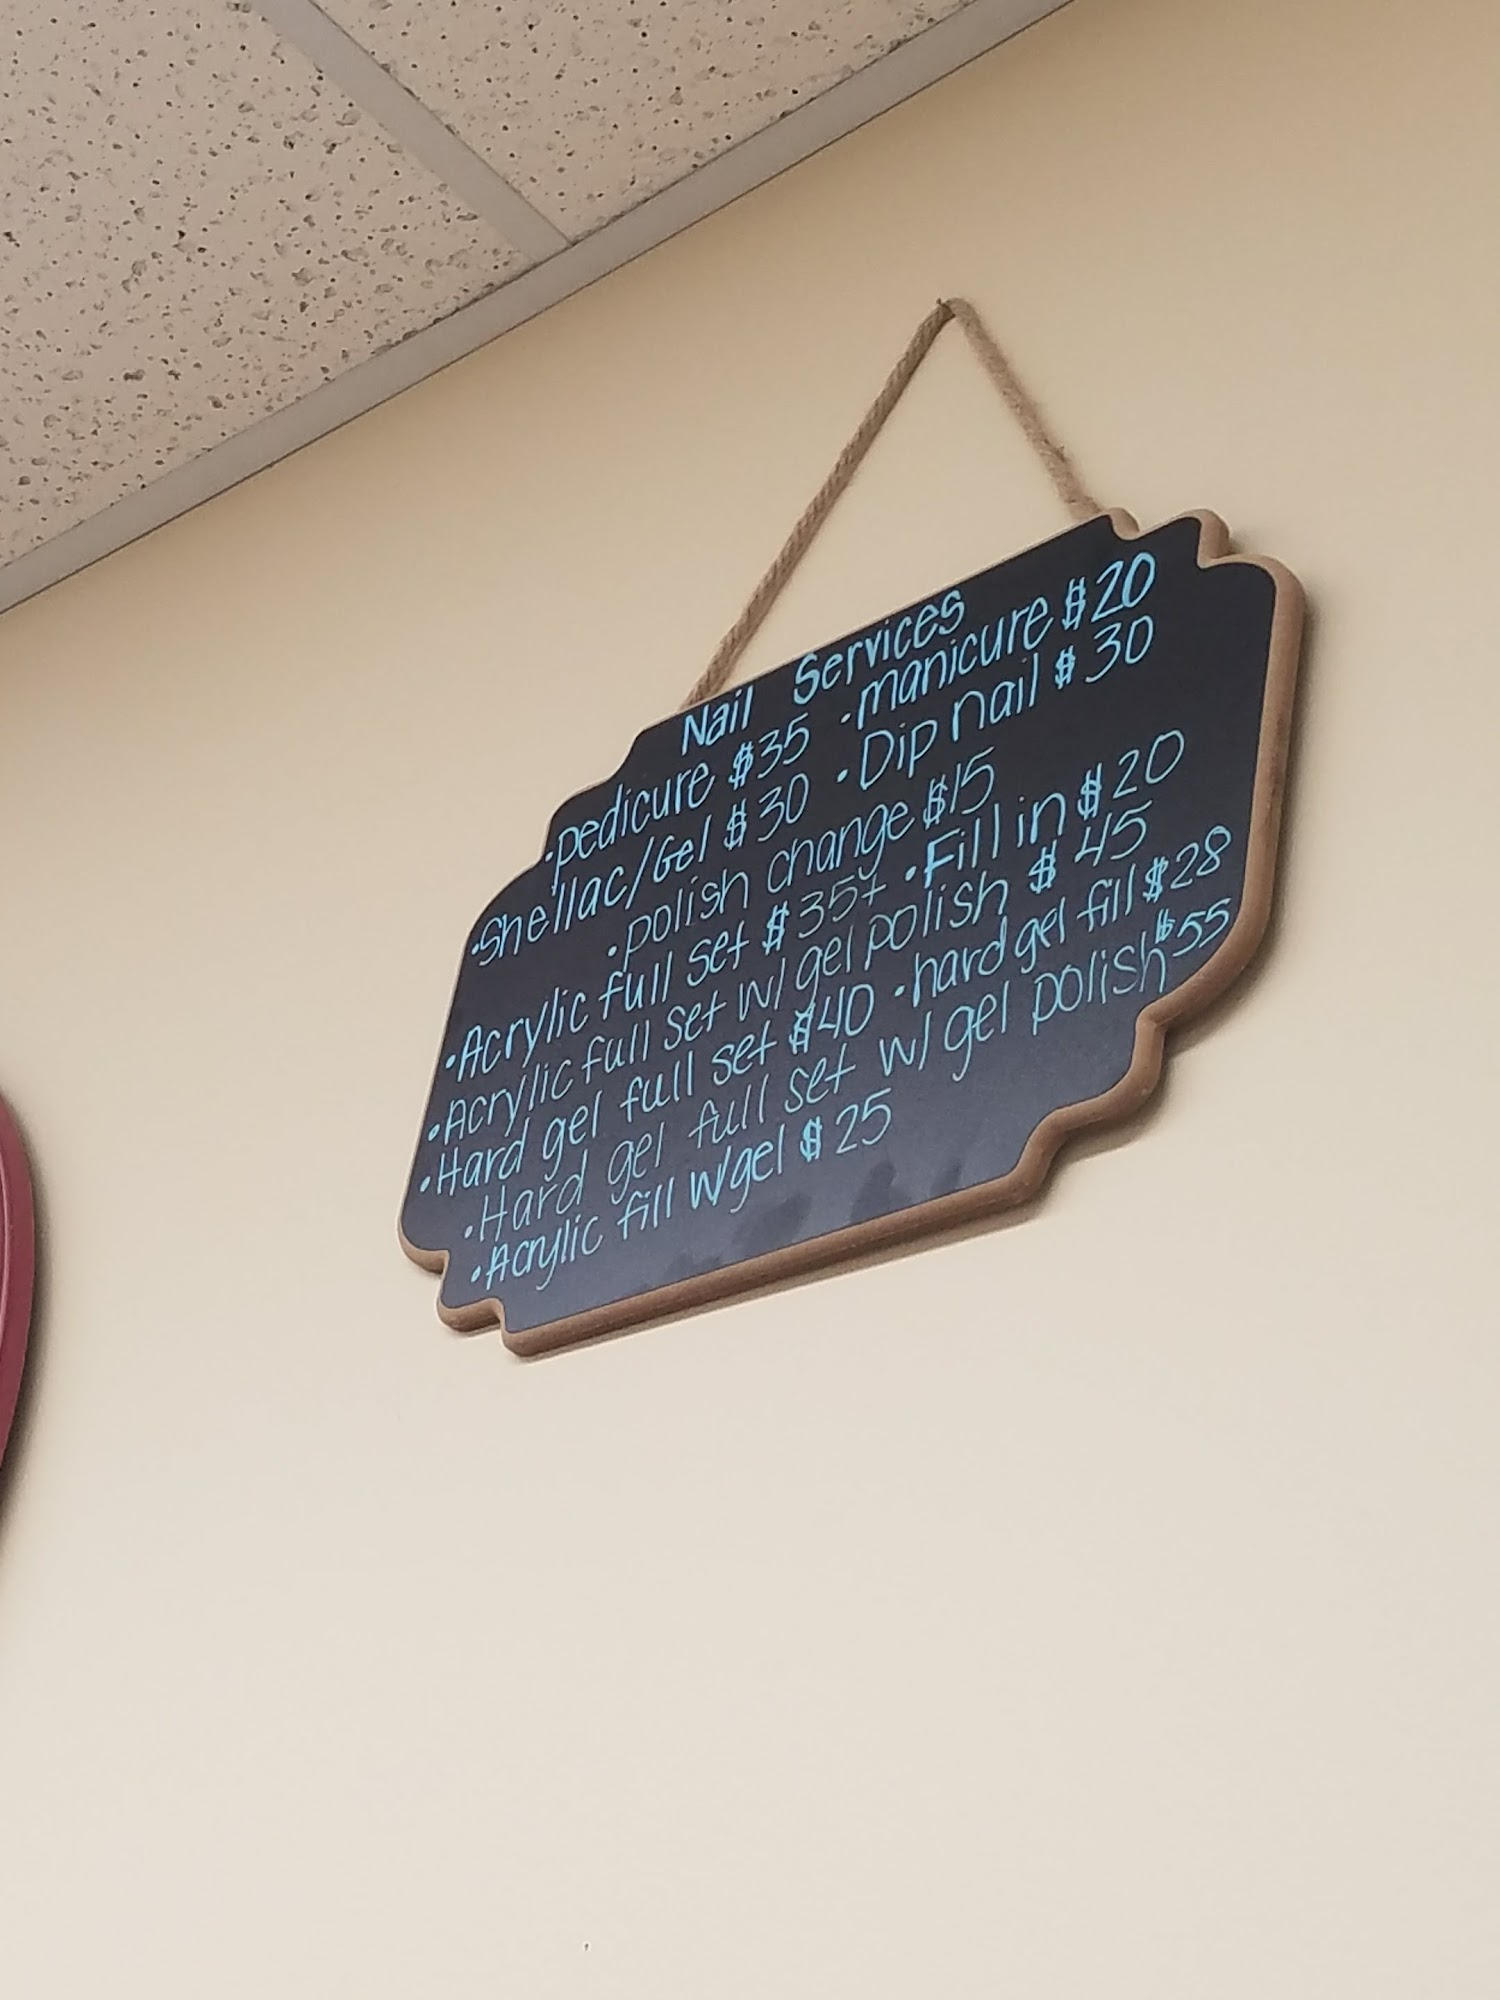 Nail Services
•pedicure $35 •manicure $20
•Shellac/Gel $30 •Dip nail $30
•polish change $15
•Acrylic full set $35+ •Fill in $20
•Acrylic full set w/ gel polish $45
•Hard gel full set $40 •hard gel fill $28
•Hard gel full set w/ gel polish $55
•Acrylic fill w/gel $25